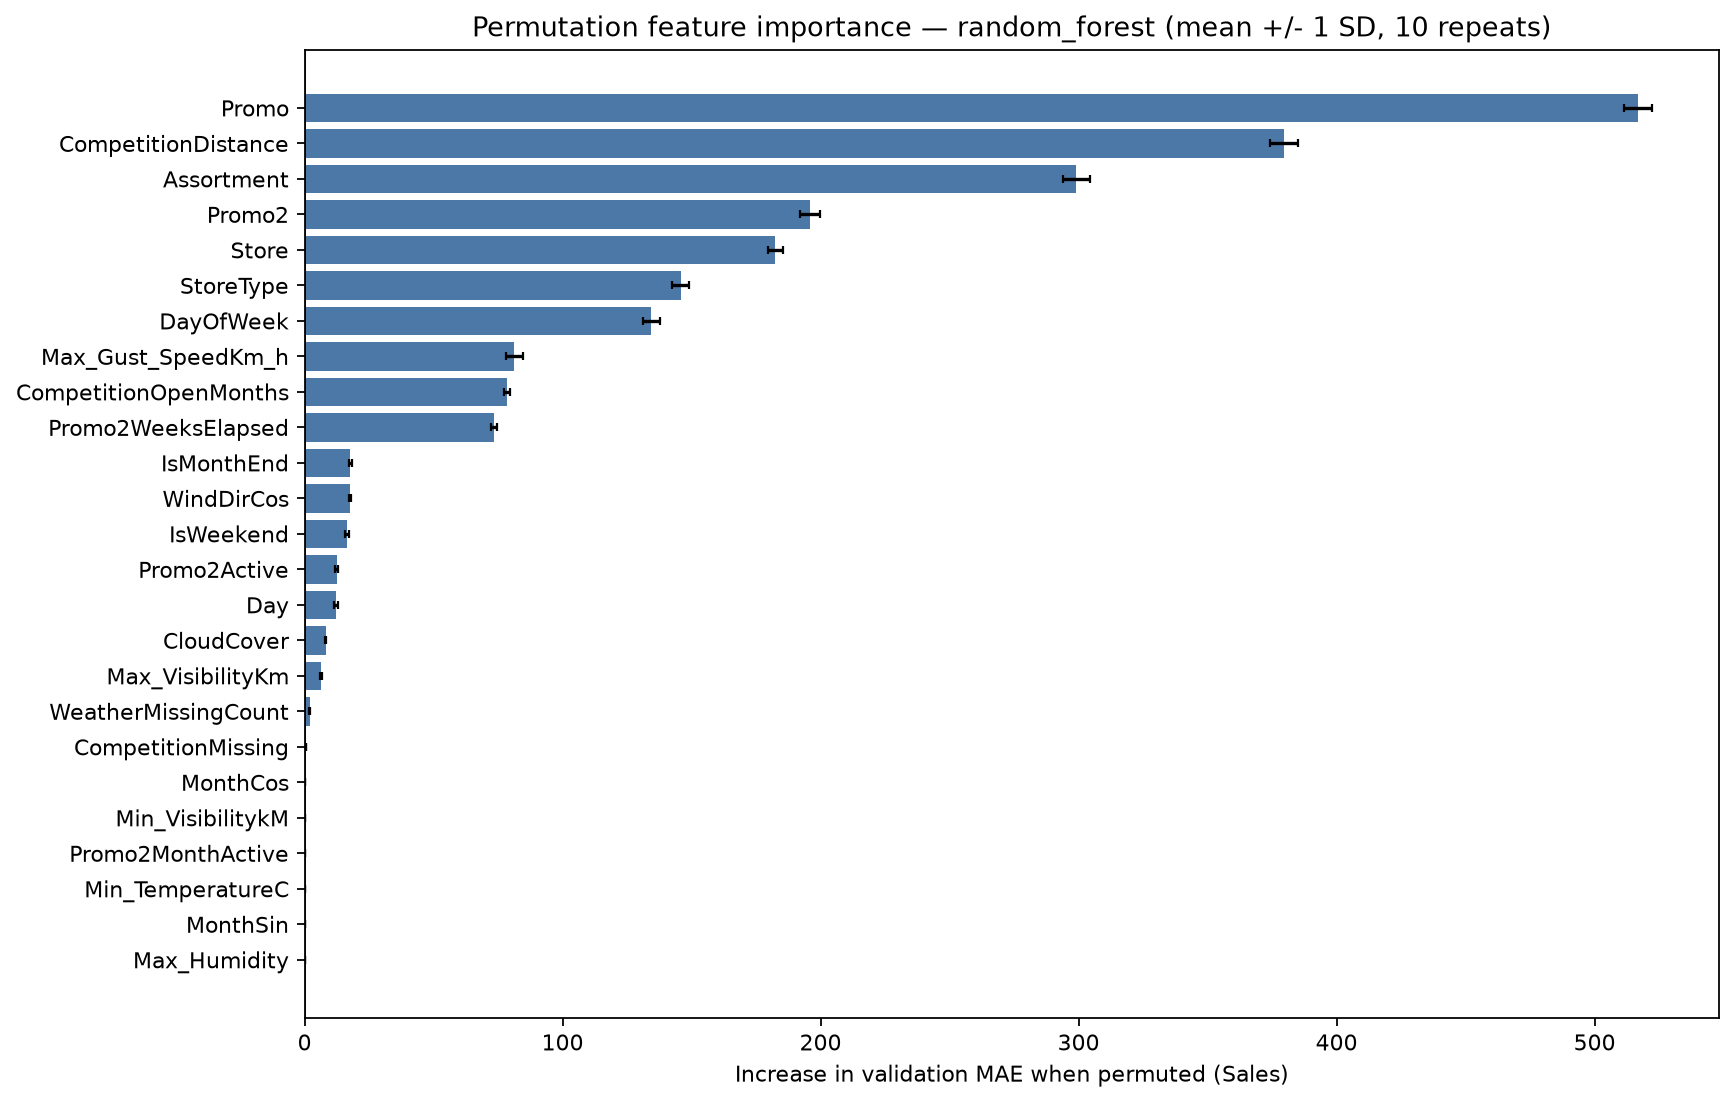 Permutation feature importance — random_forest (mean +/- 1 SD, 10 repeats)
Promo
CompetitionDistance
Assortment
Promo2
Store
StoreType
DayOfWeek
Max_Gust_SpeedKm_h
CompetitionOpenMonths
Promo2WeeksElapsed
IsMonthEnd
WindDirCos
IsWeekend
Promo2Active
Day
CloudCover
Max_VisibilityKm
WeatherMissingCount
CompetitionMissing
MonthCos
Min_VisibilitykM
Promo2MonthActive
Min_TemperatureC
MonthSin
Max_Humidity
0 100 200 300 400 500
Increase in validation MAE when permuted (Sales)